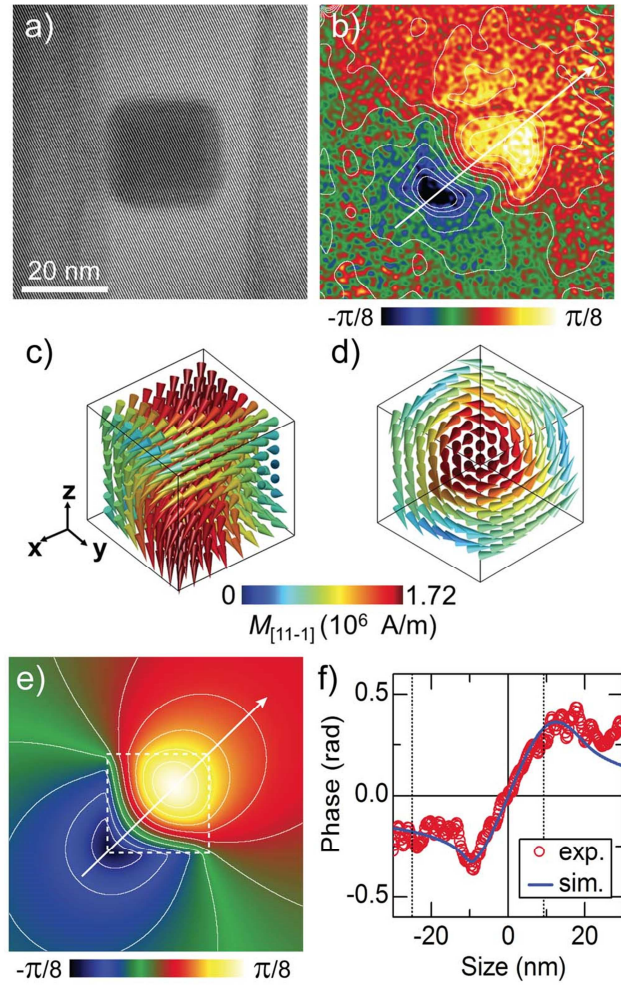 a)
b)
20 nm
-π/8
π/8
c)
d)
z
x
y
0
1.72
M[11-1] (10⁶ A/m)
e)
f)
-π/8
π/8
Phase (rad)
0.5
0.0
-0.5
exp.
sim.
-20
0
20
Size (nm)